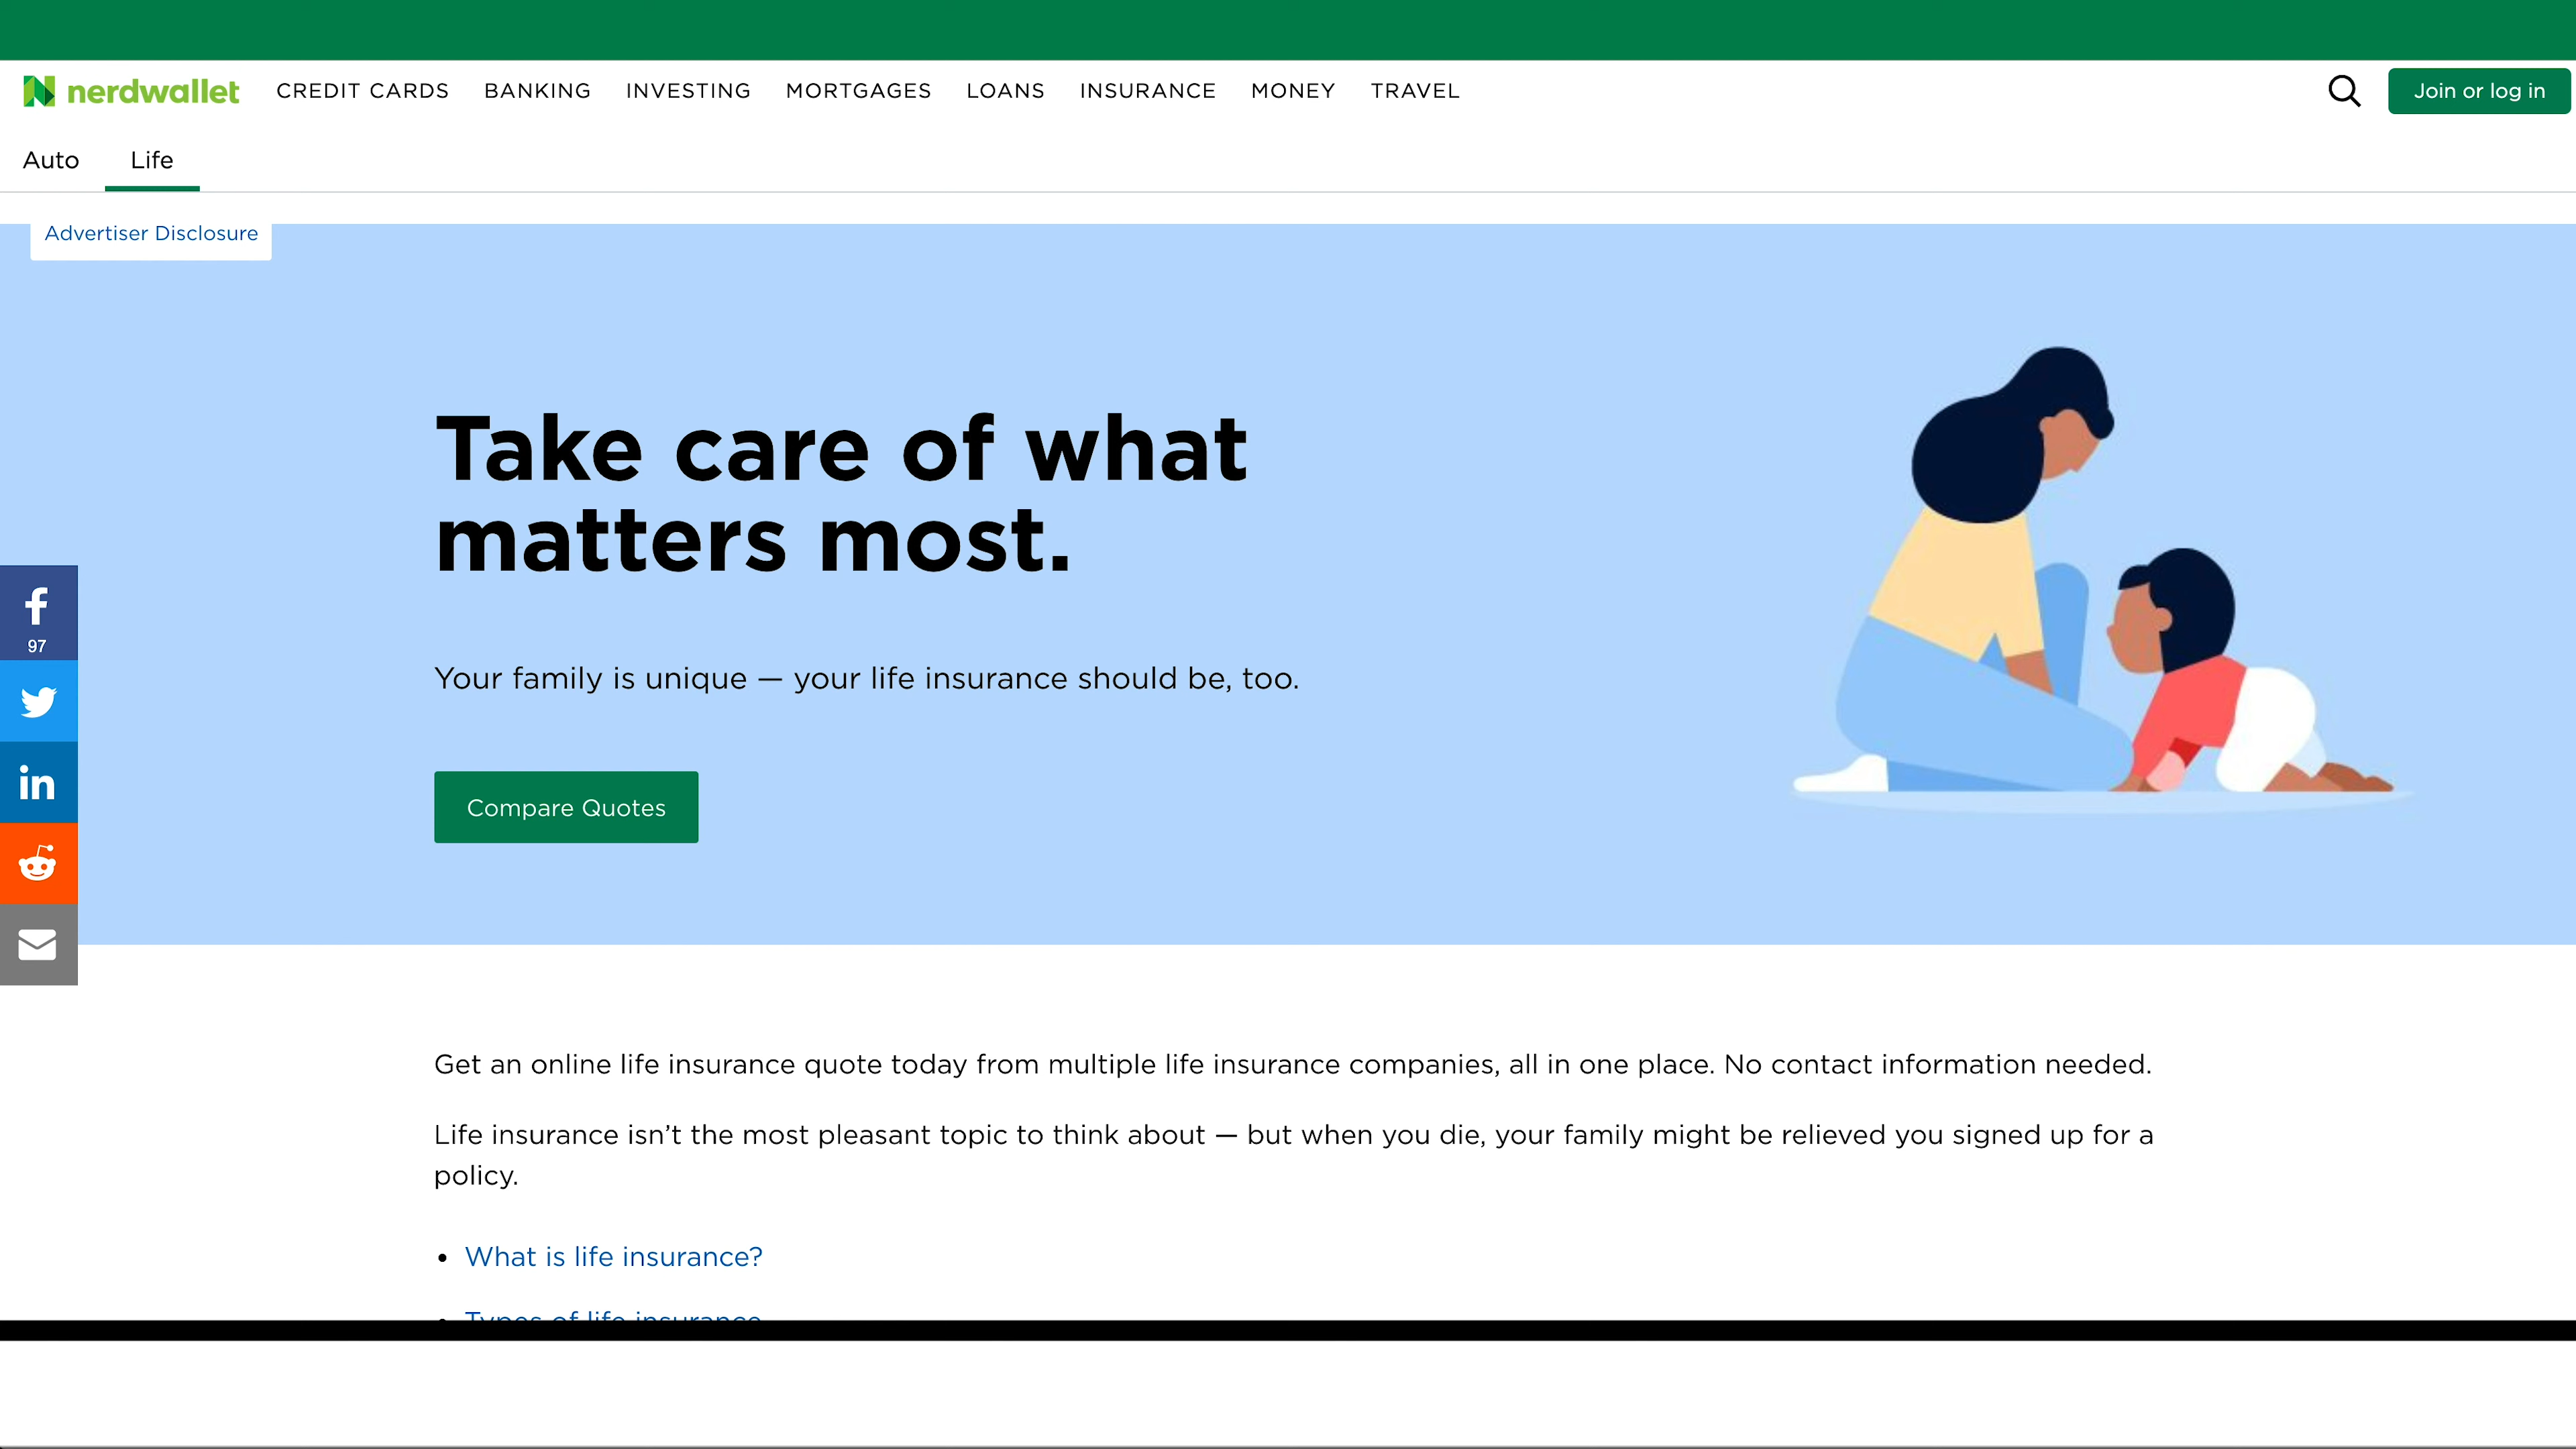 nerdwallet CREDIT CARDS BANKING INVESTING MORTGAGES LOANS INSURANCE MONEY TRAVEL Join or log in
Auto Life
Advertiser Disclosure
Take care of what
matters most.
97
Your family is unique — your life insurance should be, too.
Compare Quotes
Get an online life insurance quote today from multiple life insurance companies, all in one place. No contact information needed.
Life insurance isn’t the most pleasant topic to think about — but when you die, your family might be relieved you signed up for a
policy.
• What is life insurance?
• Types of life insurance